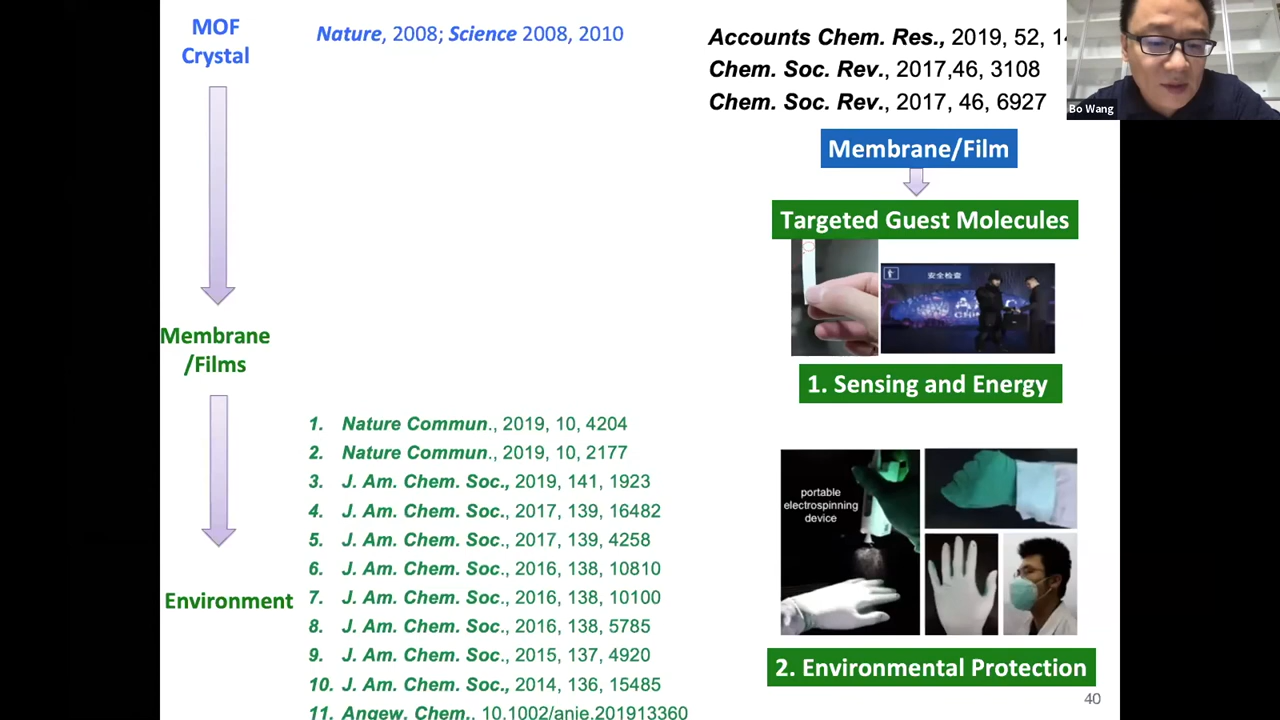 MOF
Crystal
Nature, 2008; Science 2008, 2010
Accounts Chem. Res., 2019, 52,
Chem. Soc. Rev., 2017,46, 3108
Chem. Soc. Rev., 2017, 46, 6927
Bo Wang
Membrane/Film
Targeted Guest Molecules
安全检查
1. Sensing and Energy
Membrane
/Films
1. Nature Commun., 2019, 10, 4204
2. Nature Commun., 2019, 10, 2177
3. J. Am. Chem. Soc., 2019, 141, 1923
4. J. Am. Chem. Soc., 2017, 139, 16482
5. J. Am. Chem. Soc., 2017, 139, 4258
6. J. Am. Chem. Soc., 2016, 138, 10810
7. J. Am. Chem. Soc., 2016, 138, 10100
8. J. Am. Chem. Soc., 2016, 138, 5785
9. J. Am. Chem. Soc., 2015, 137, 4920
10. J. Am. Chem. Soc., 2014, 136, 15485
11. Angew. Chem., 10.1002/anie.201913360
Environment
portable
electrospinning
device
2. Environmental Protection
40